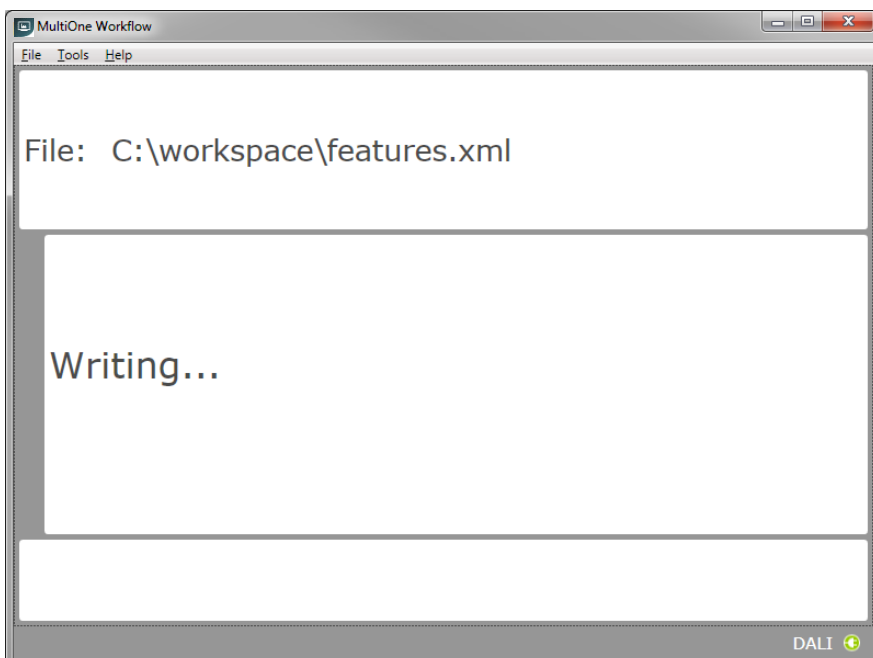 MultiOne Workflow
File Tools Help
File: C:\workspace\features.xml
Writing...
DALI